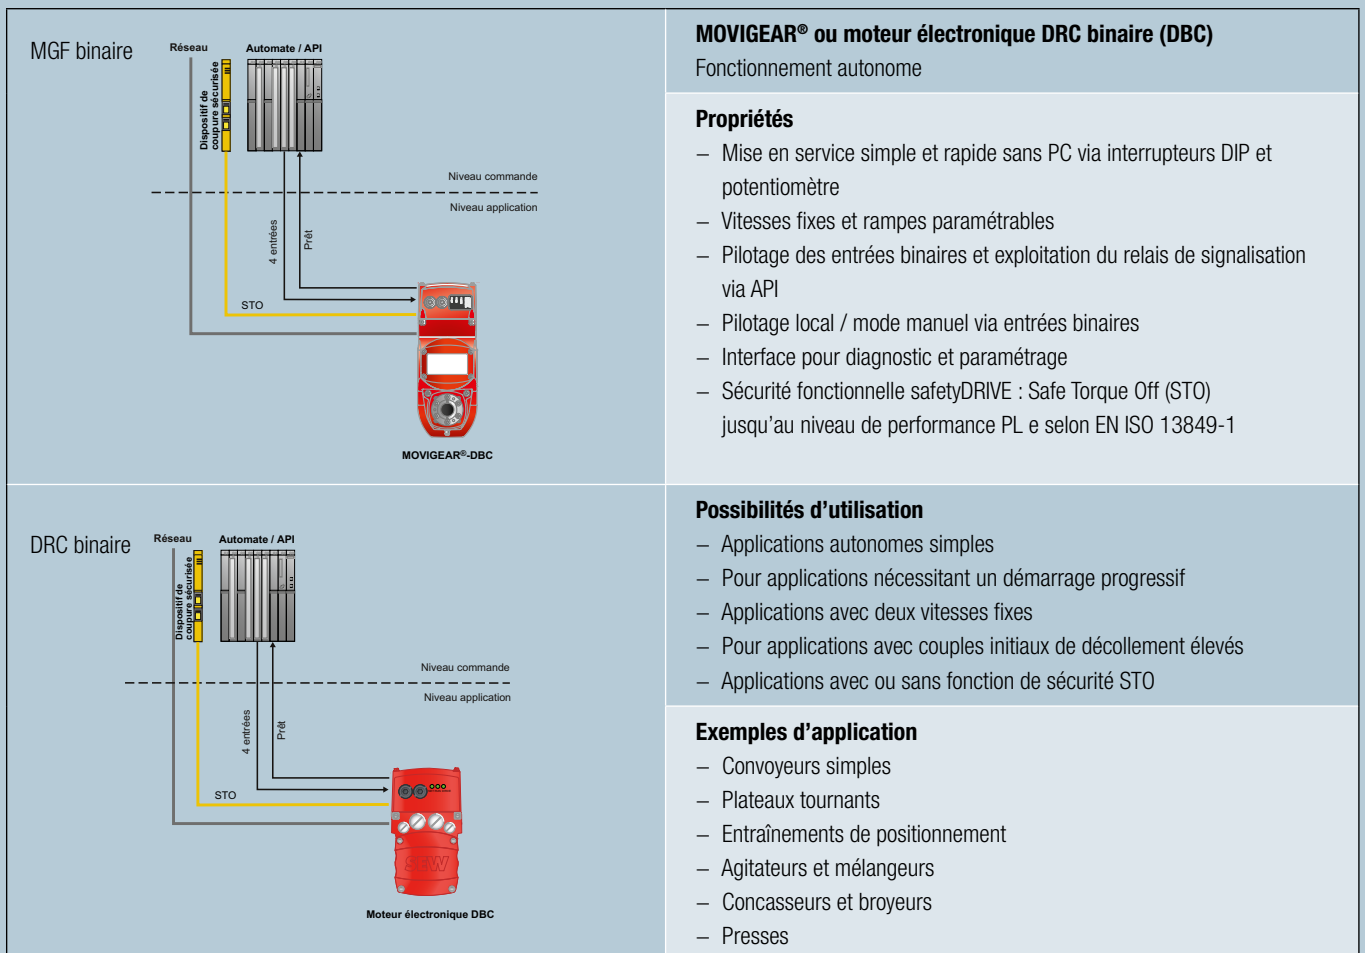 MGF binaire
Réseau
Automate / API
Dispositif de
coupure sécurisée
Niveau commande
Niveau application
4 entrées
Prêt
STO
MOVIGEAR®-DBC
MOVIGEAR® ou moteur électronique DRC binaire (DBC)
Fonctionnement autonome
Propriétés
– Mise en service simple et rapide sans PC via interrupteurs DIP et
potentiomètre
– Vitesses fixes et rampes paramétrables
– Pilotage des entrées binaires et exploitation du relais de signalisation
via API
– Pilotage local / mode manuel via entrées binaires
– Interface pour diagnostic et paramétrage
– Sécurité fonctionnelle safetyDRIVE : Safe Torque Off (STO)
jusqu’au niveau de performance PL e selon EN ISO 13849-1
DRC binaire
Réseau
Automate / API
Dispositif de
coupure sécurisée
Niveau commande
Niveau application
4 entrées
Prêt
STO
SEW
Moteur électronique DBC
Possibilités d’utilisation
– Applications autonomes simples
– Pour applications nécessitant un démarrage progressif
– Applications avec deux vitesses fixes
– Pour applications avec couples initiaux de décollement élevés
– Applications avec ou sans fonction de sécurité STO
Exemples d’application
– Convoyeurs simples
– Plateaux tournants
– Entraînements de positionnement
– Agitateurs et mélangeurs
– Concasseurs et broyeurs
– Presses